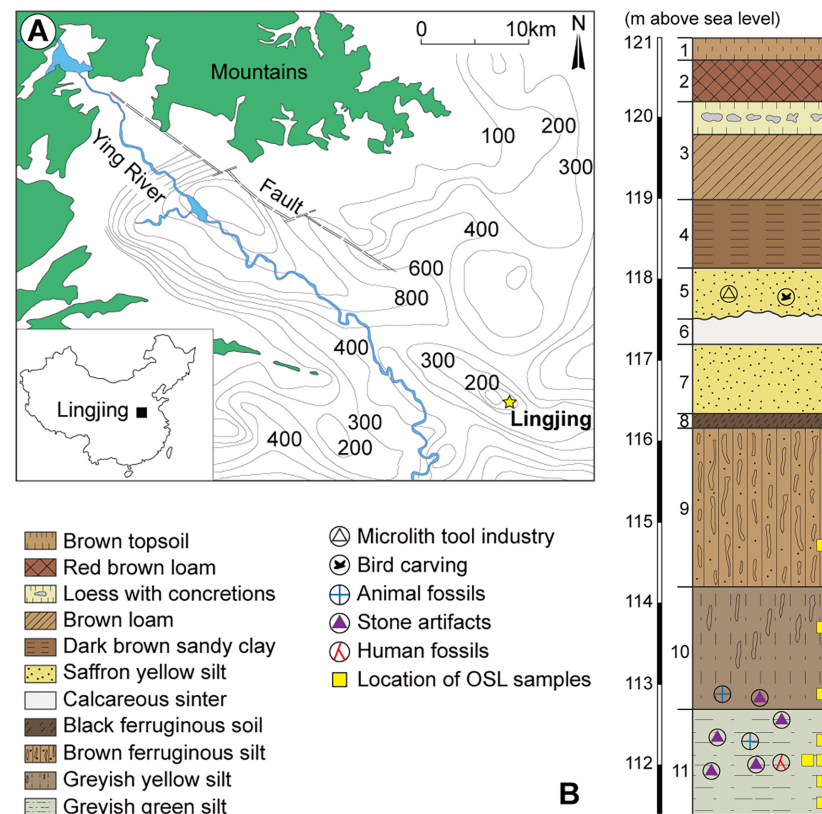 A
0 10km
N
Mountains
Ying River
Fault
100
200
300
400
600
800
400
300
200
Lingjing
300
400
200
Lingjing
(m above sea level)
121
120
119
118
117
116
115
114
113
112
1
2
3
4
5
6
7
8
9
10
11
Brown topsoil
Red brown loam
Loess with concretions
Brown loam
Dark brown sandy clay
Saffron yellow silt
Calcareous sinter
Black ferruginous soil
Brown ferruginous silt
Greyish yellow silt
Greyish green silt
Microlith tool industry
Bird carving
Animal fossils
Stone artifacts
Human fossils
Location of OSL samples
B